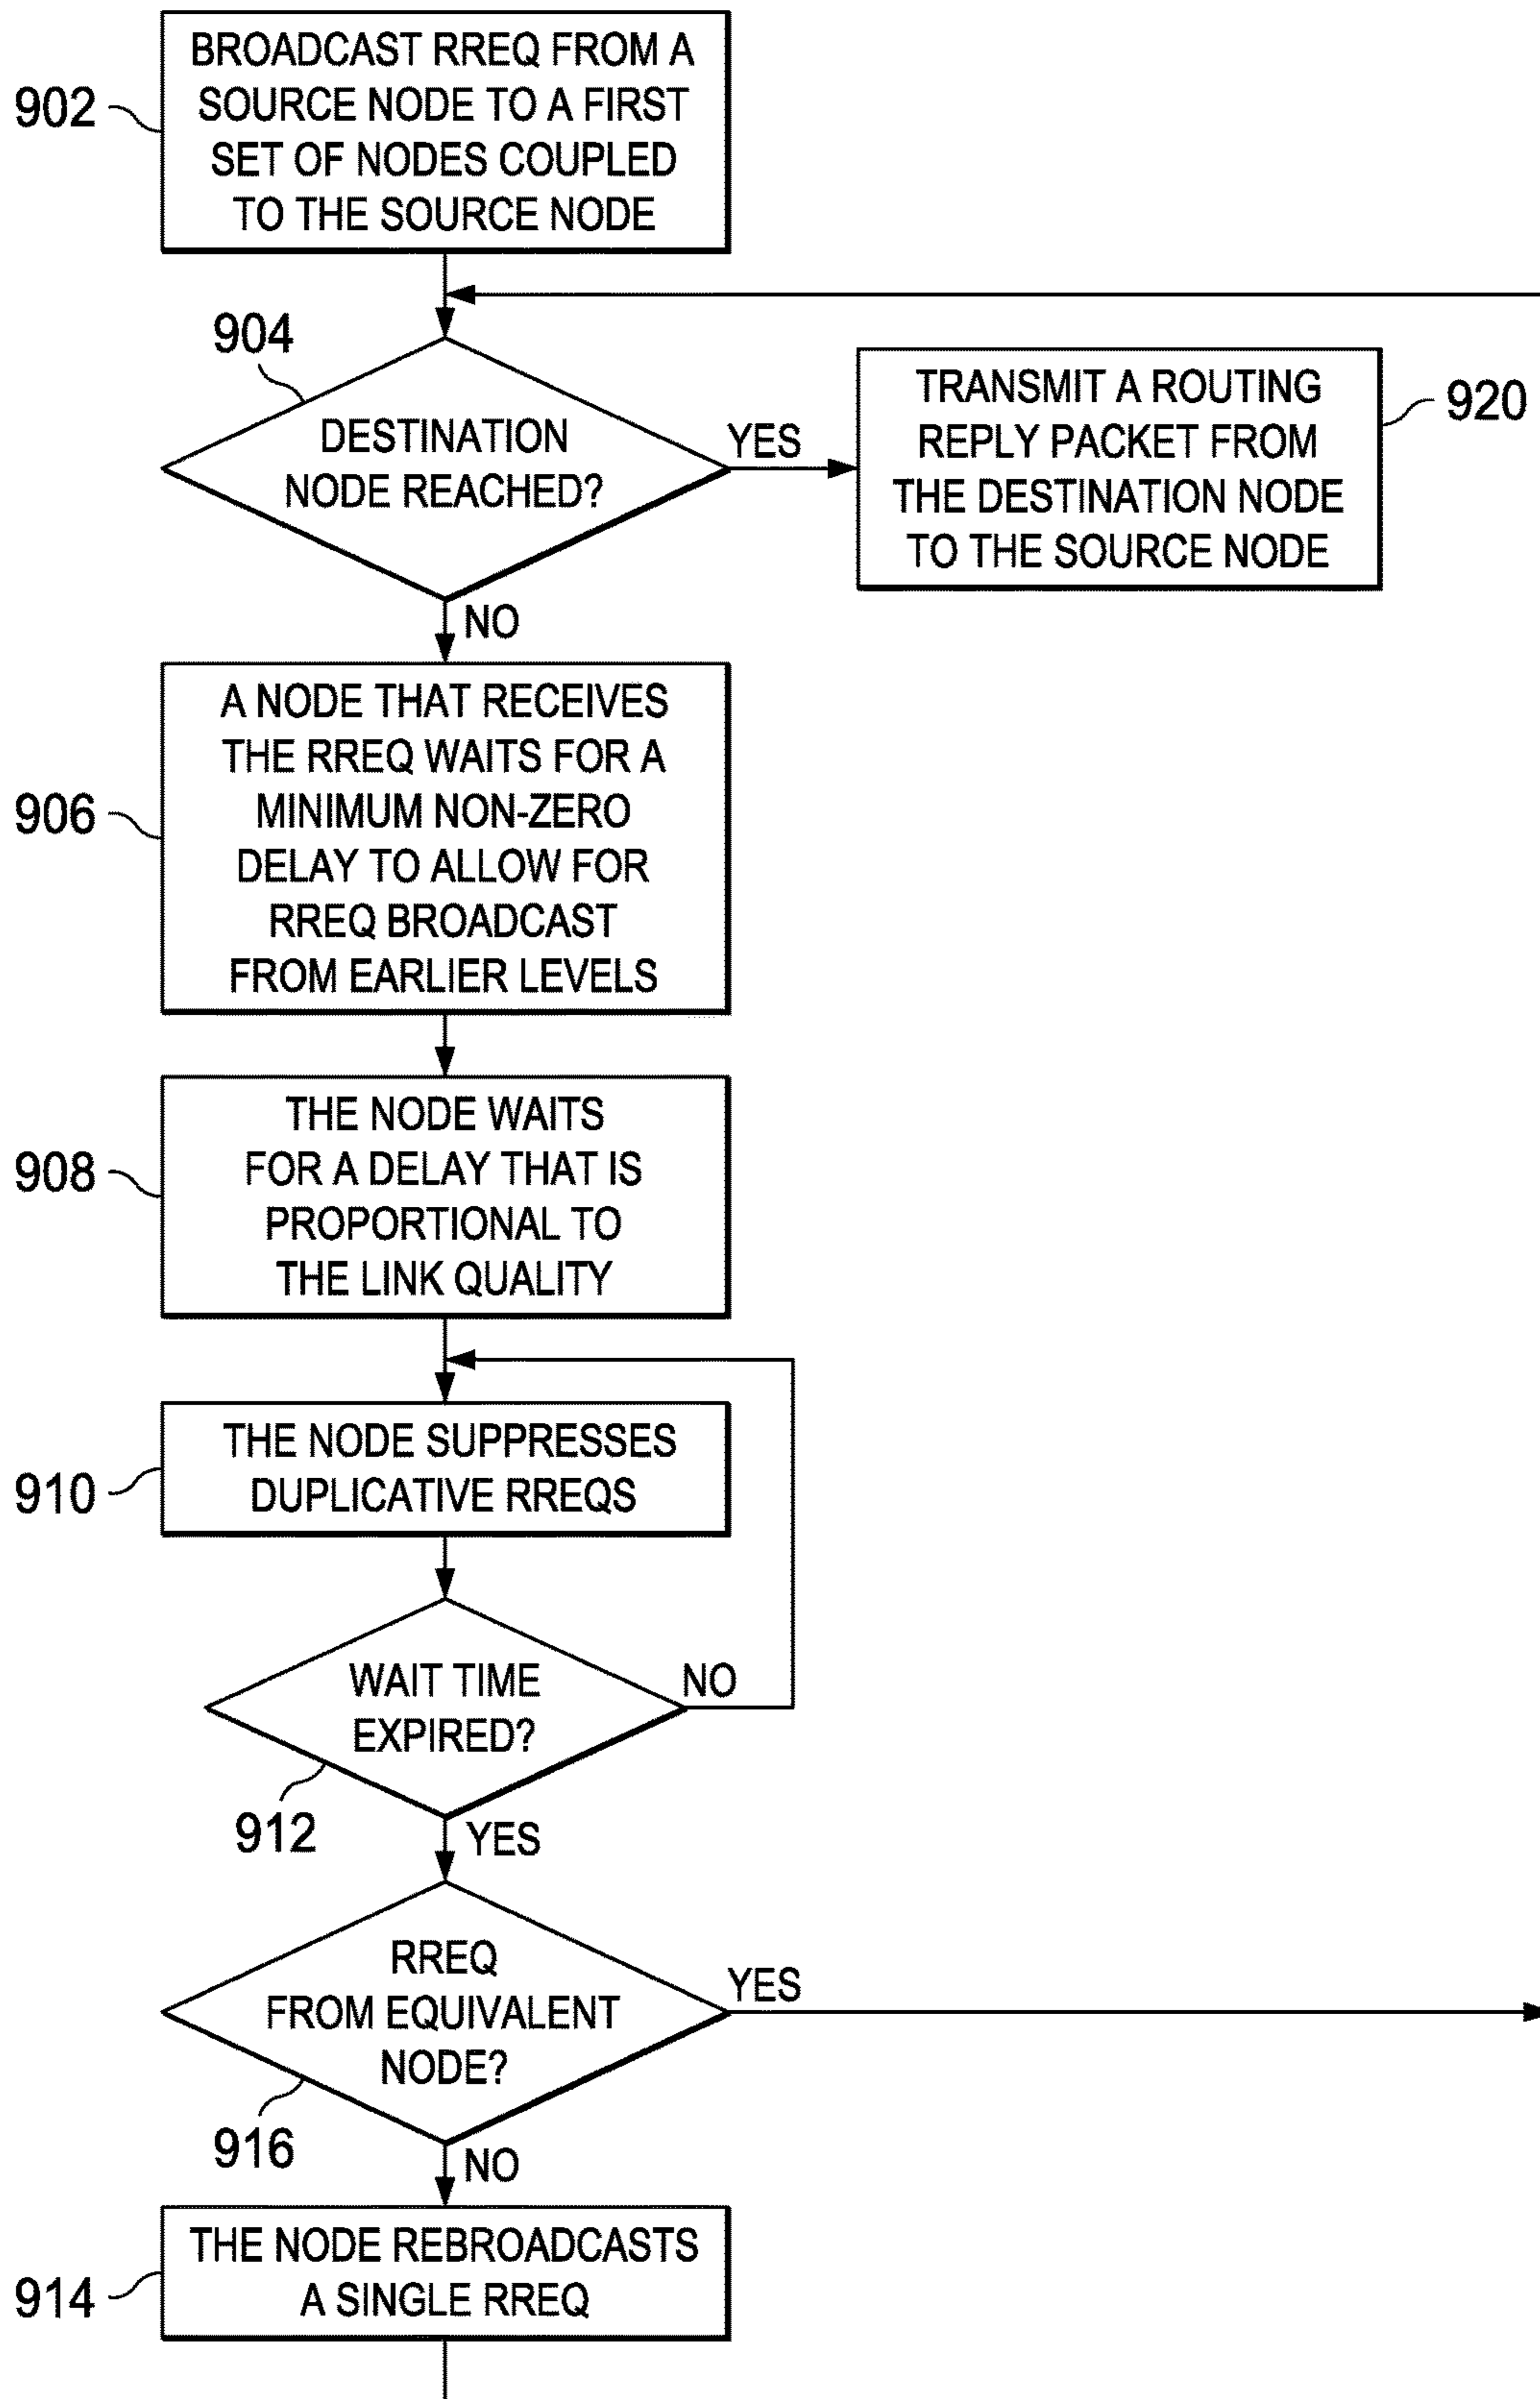 BROADCAST RREQ FROM A
SOURCE NODE TO A FIRST
SET OF NODES COUPLED
TO THE SOURCE NODE
902
904
DESTINATION
NODE REACHED?
YES
TRANSMIT A ROUTING
REPLY PACKET FROM
THE DESTINATION NODE
TO THE SOURCE NODE
920
NO
A NODE THAT RECEIVES
THE RREQ WAITS FOR A
MINIMUM NON-ZERO
DELAY TO ALLOW FOR
RREQ BROADCAST
FROM EARLIER LEVELS
906
THE NODE WAITS
FOR A DELAY THAT IS
PROPORTIONAL TO
THE LINK QUALITY
908
THE NODE SUPPRESSES
DUPLICATIVE RREQS
910
WAIT TIME
EXPIRED?
NO
912
YES
RREQ
FROM EQUIVALENT
NODE?
YES
916
NO
THE NODE REBROADCASTS
A SINGLE RREQ
914